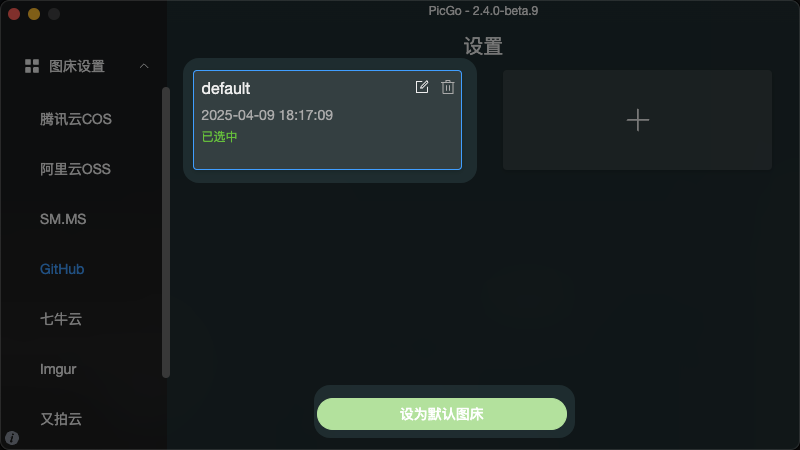 PicGo - 2.4.0-beta.9
图床设置
腾讯云COS
阿里云OSS
SM.MS
GitHub
七牛云
Imgur
又拍云
设置
default
2025-04-09 18:17:09
已选中
设为默认图床